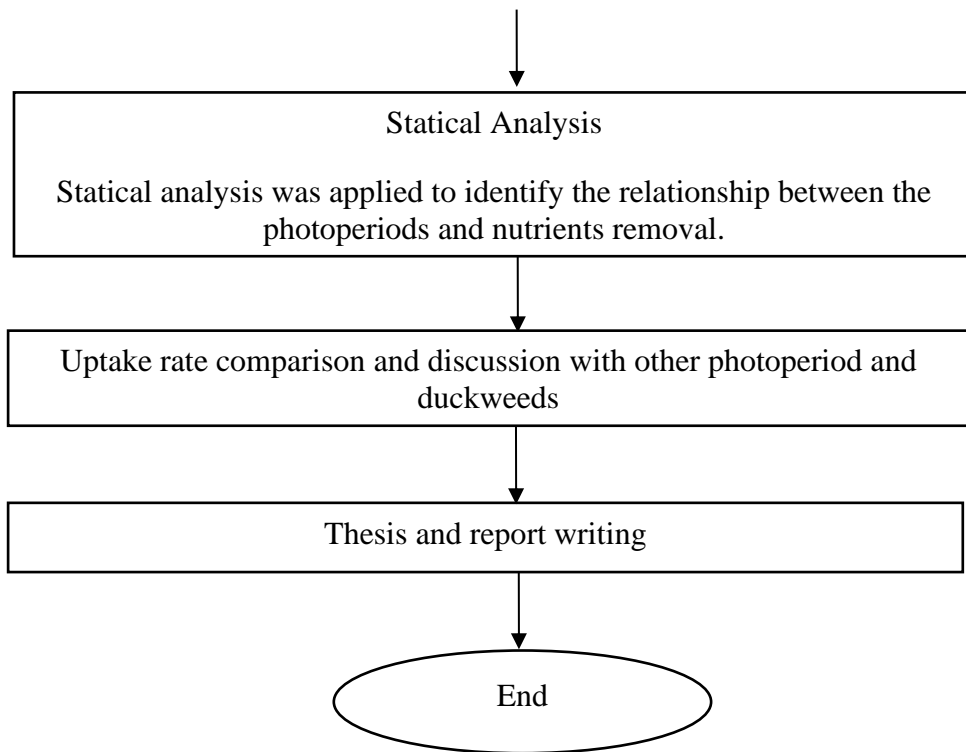 Statical Analysis
Statical analysis was applied to identify the relationship between the
photoperiods and nutrients removal.
Uptake rate comparison and discussion with other photoperiod and
duckweeds
Thesis and report writing
End